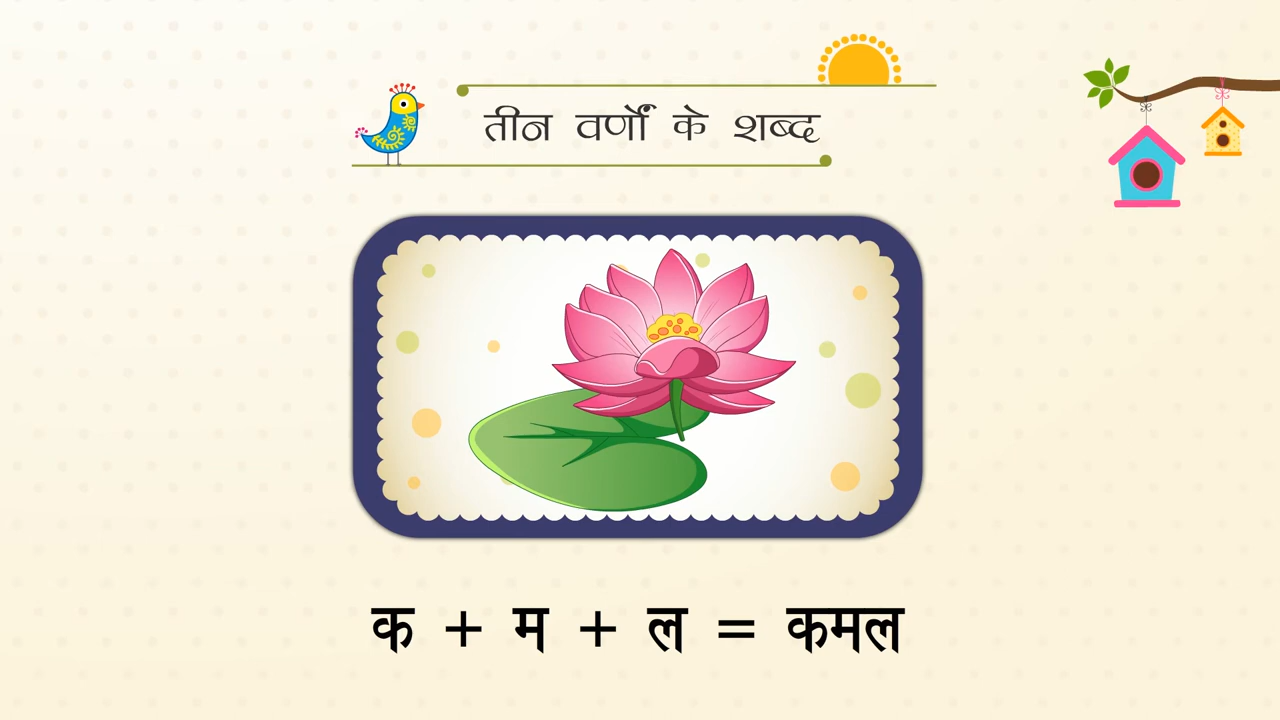 तीन वर्णों के शब्द
क + म + ल = कमल